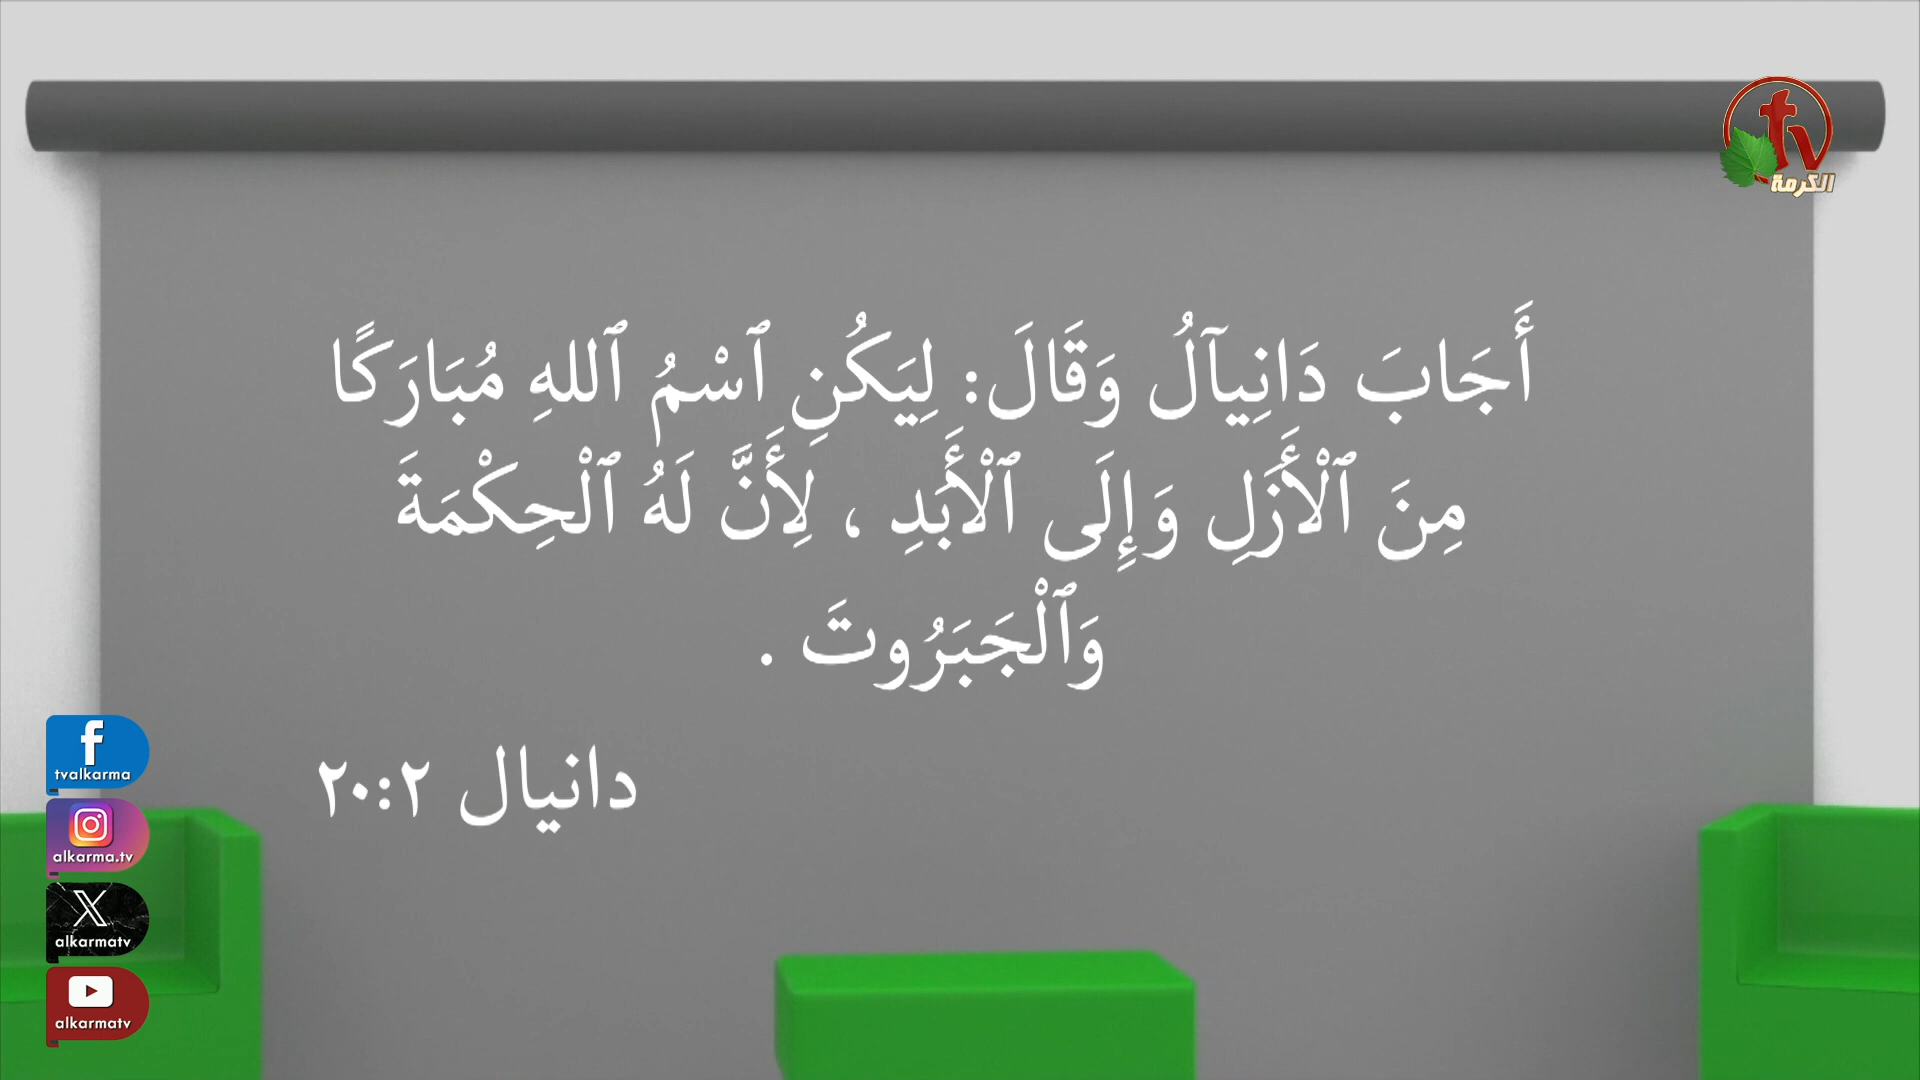 tv
الكرمة
أَجَابَ دَانِيآلُ وَقَالَ: لِيَكُنِ ٱسْمُ ٱللهِ مُبَارَكًا
مِنَ ٱلْأَزَلِ وَإِلَى ٱلْأَبَدِ ، لِأَنَّ لَهُ ٱلْحِكْمَةَ
وَٱلْجَبَرُوتَ .
دانيال ٢:‏٢٠
tvalkarma
alkarma.tv
alkarmatv
alkarmatv